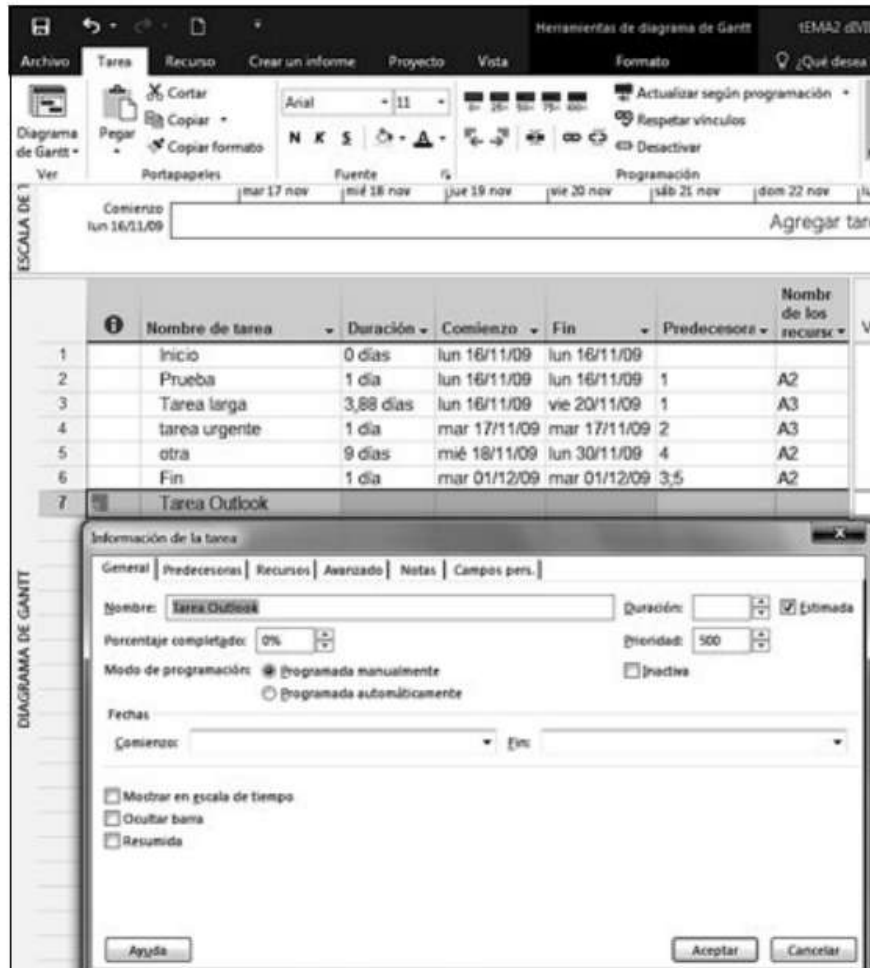 Herramientas de diagrama de Gantt
Archivo Tarea Recurso Crear un informe Proyecto Vista Formato ¿Qué desea
Diagrama de Gantt
Ver
Pegar
Cortar
Copiar
Copiar formato
Portapapeles
Arial 11
N K S A
Fuente
0% 25% 50% 75% 100%
Actualizar según programación
Respetar vínculos
Desactivar
Programación
ESCALA DE T
Comienzo
lun 16/11/09
mar 17 nov mié 18 nov jue 19 nov vie 20 nov sáb 21 nov dom 22 nov
Agregar tar
DIAGRAMA DE GANTT
Nombre de tarea Duración Comienzo Fin Predecesora Nombr de los recursc
1 Inicio 0 días lun 16/11/09 lun 16/11/09
2 Prueba 1 día lun 16/11/09 lun 16/11/09 1 A2
3 Tarea larga 3,88 días lun 16/11/09 vie 20/11/09 1 A3
4 tarea urgente 1 día mar 17/11/09 mar 17/11/09 2 A3
5 otra 9 días mié 18/11/09 lun 30/11/09 4 A2
6 Fin 1 día mar 01/12/09 mar 01/12/09 3;5 A2
7 Tarea Outlook
Información de la tarea
General Predecesoras Recursos Avanzado Notas Campos pers.
Nombre: Tarea Outlook Duración: Estimada
Porcentaje completado: 0% Prioridad: 500
Modo de programación: Programada manualmente Inactiva
Programada automáticamente
Fechas
Comienzo: Fin:
Mostrar en escala de tiempo
Ocultar barra
Resumida
Ayuda Aceptar Cancelar